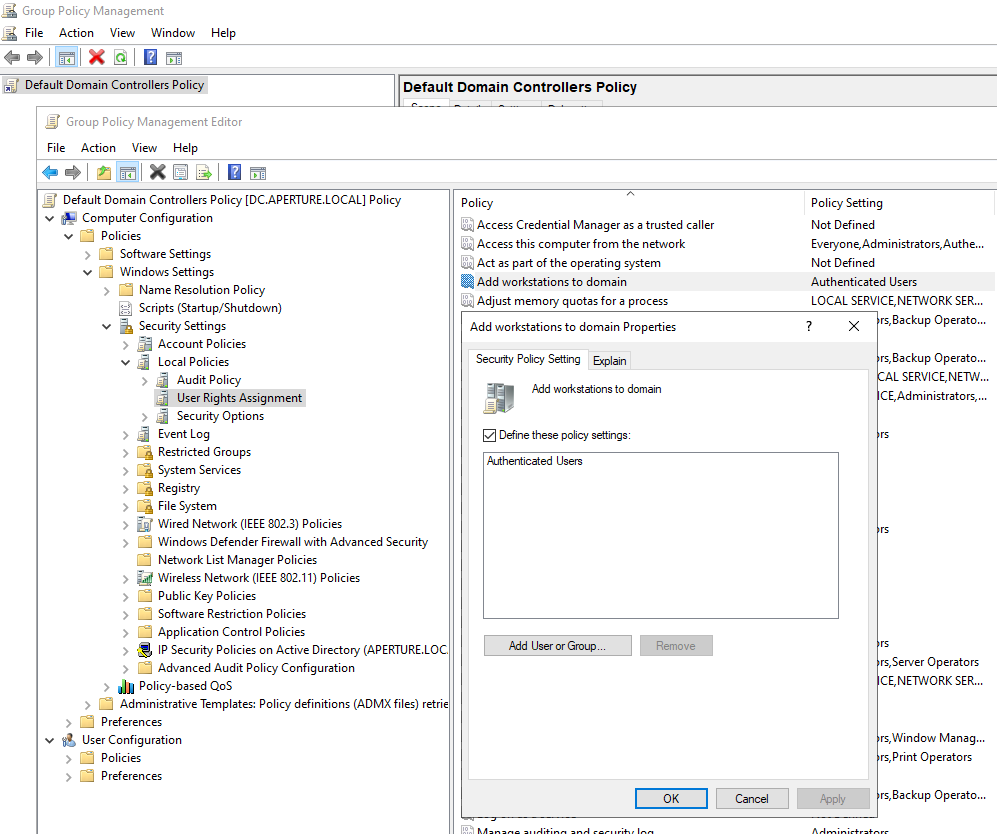 Group Policy Management
File Action View Window Help
Default Domain Controllers Policy
Default Domain Controllers Policy
Group Policy Management Editor
File Action View Help
Default Domain Controllers Policy [DC.APERTURE.LOCAL] Policy
Computer Configuration
Policies
Software Settings
Windows Settings
Name Resolution Policy
Scripts (Startup/Shutdown)
Security Settings
Account Policies
Local Policies
Audit Policy
User Rights Assignment
Security Options
Event Log
Restricted Groups
System Services
Registry
File System
Wired Network (IEEE 802.3) Policies
Windows Defender Firewall with Advanced Security
Network List Manager Policies
Wireless Network (IEEE 802.11) Policies
Public Key Policies
Software Restriction Policies
Application Control Policies
IP Security Policies on Active Directory (APERTURE.LOC
Advanced Audit Policy Configuration
Policy-based QoS
Administrative Templates: Policy definitions (ADMX files) retrie
Preferences
User Configuration
Policies
Preferences
Policy Policy Setting
Access Credential Manager as a trusted caller Not Defined
Access this computer from the network Everyone,Administrators,Authe...
Act as part of the operating system Not Defined
Add workstations to domain Authenticated Users
Adjust memory quotas for a process LOCAL SERVICE,NETWORK SER...
rs,Backup Operato...
rs,Backup Operato...
CAL SERVICE,NETW...
ICE,Administrators,...
rs
rs
rs
rs,Server Operators
ICE,NETWORK SER...
rs,Window Manag...
rs,Print Operators
rs,Backup Operato...
Manage auditing and security log Administrators
Add workstations to domain Properties ?
Security Policy Setting Explain
Add workstations to domain
Define these policy settings:
Authenticated Users
Add User or Group... Remove
OK Cancel Apply